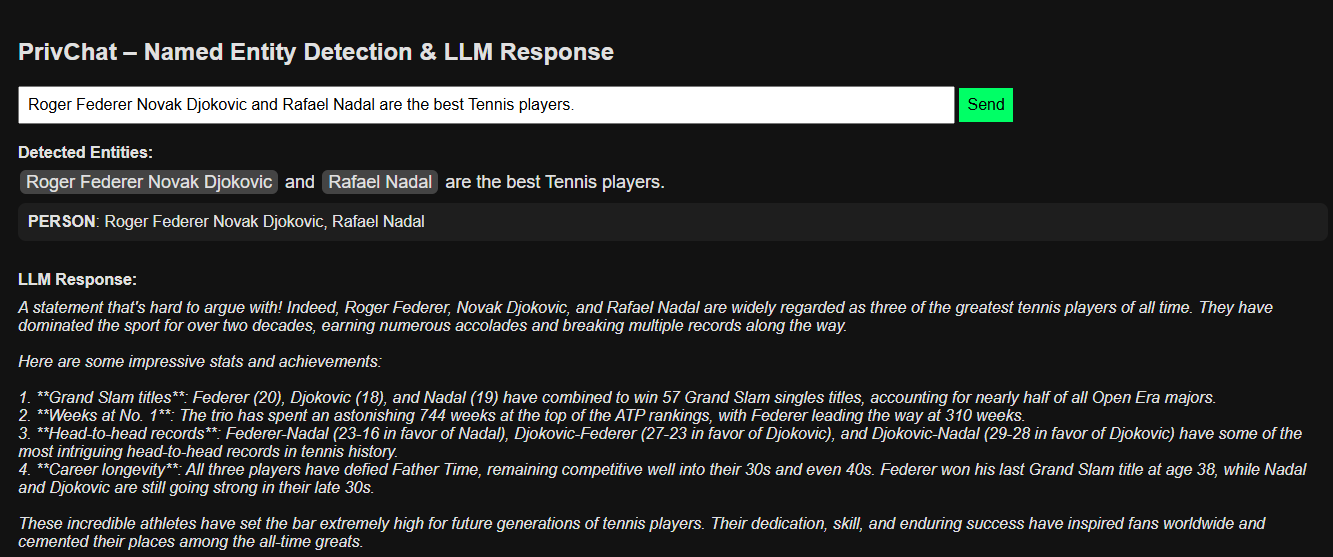 PrivChat – Named Entity Detection & LLM Response
Roger Federer Novak Djokovic and Rafael Nadal are the best Tennis players.
Send
Detected Entities:
Roger Federer Novak Djokovic and Rafael Nadal are the best Tennis players.
PERSON: Roger Federer Novak Djokovic, Rafael Nadal
LLM Response:
A statement that's hard to argue with! Indeed, Roger Federer, Novak Djokovic, and Rafael Nadal are widely regarded as three of the greatest tennis players of all time. They have
dominated the sport for over two decades, earning numerous accolades and breaking multiple records along the way.
Here are some impressive stats and achievements:
1. **Grand Slam titles**: Federer (20), Djokovic (18), and Nadal (19) have combined to win 57 Grand Slam singles titles, accounting for nearly half of all Open Era majors.
2. **Weeks at No. 1**: The trio has spent an astonishing 744 weeks at the top of the ATP rankings, with Federer leading the way at 310 weeks.
3. **Head-to-head records**: Federer-Nadal (23-16 in favor of Nadal), Djokovic-Federer (27-23 in favor of Djokovic), and Djokovic-Nadal (29-28 in favor of Djokovic) have some of the
most intriguing head-to-head records in tennis history.
4. **Career longevity**: All three players have defied Father Time, remaining competitive well into their 30s and even 40s. Federer won his last Grand Slam title at age 38, while Nadal
and Djokovic are still going strong in their late 30s.
These incredible athletes have set the bar extremely high for future generations of tennis players. Their dedication, skill, and enduring success have inspired fans worldwide and
cemented their places among the all-time greats.